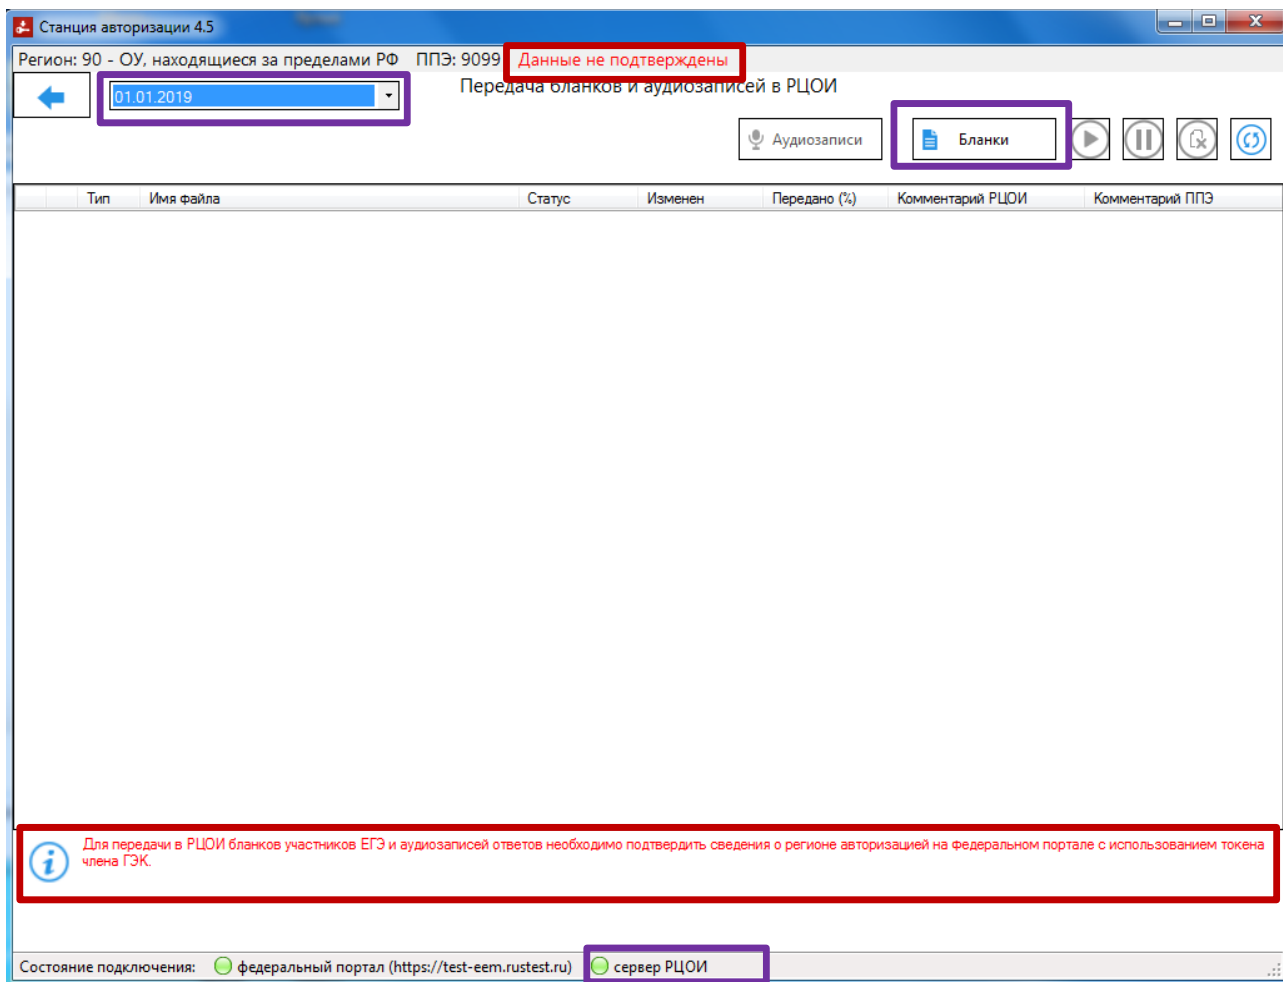 Станция авторизации 4.5
Регион: 90 - ОУ, находящиеся за пределами РФ ППЭ: 9099 Данные не подтверждены
01.01.2019
Передача бланков и аудиозаписей в РЦОИ
Аудиозаписи Бланки
Тип Имя файла Статус Изменен Передано (%) Комментарий РЦОИ Комментарий ППЭ
Для передачи в РЦОИ бланков участников ЕГЭ и аудиозаписей ответов необходимо подтвердить сведения о регионе авторизацией на федеральном портале с использованием токена
члена ГЭК.
Состояние подключения: федеральный портал (https://test-eem.rustest.ru) сервер РЦОИ